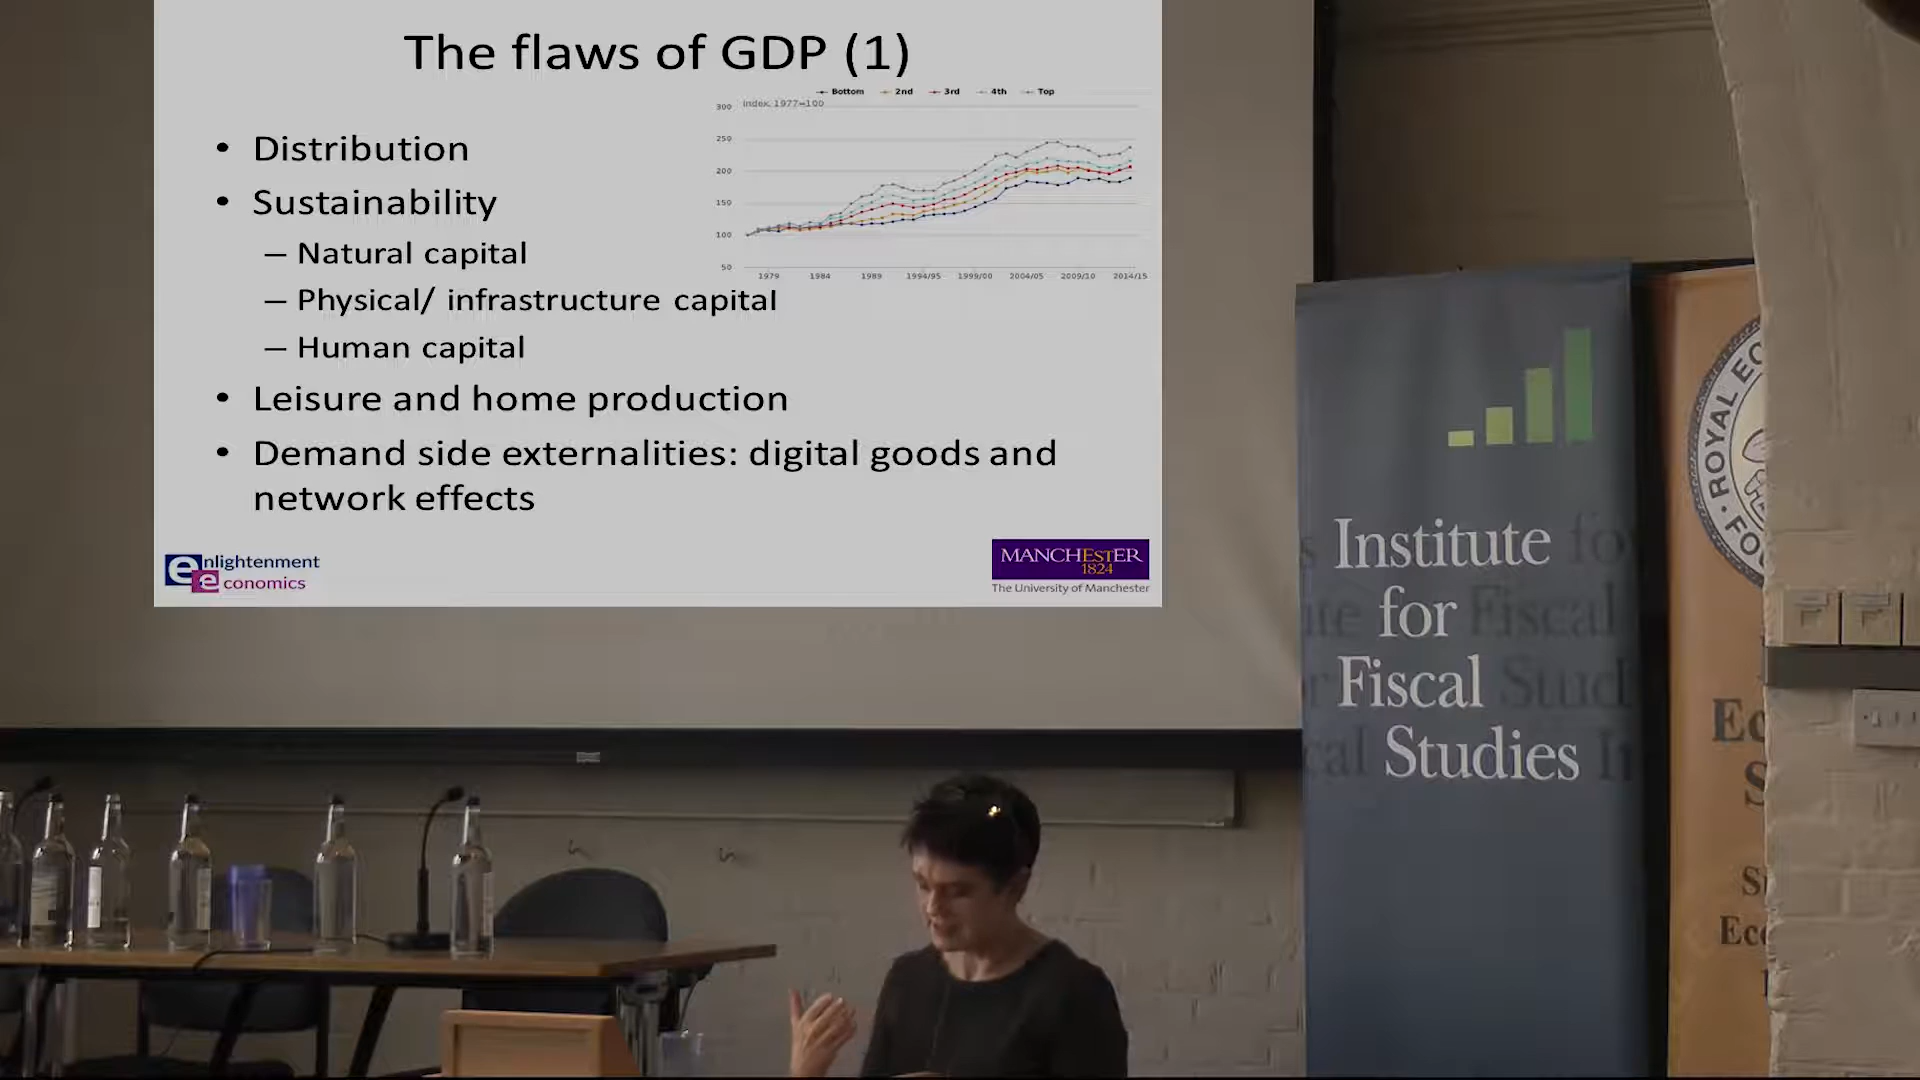 The flaws of GDP (1)
Bottom 2nd 3rd 4th Top
Index, 1977=100
300
250
200
150
100
50
1979 1984 1989 1994/95 1999/00 2004/05 2009/10 2014/15
• Distribution
• Sustainability
– Natural capital
– Physical/ infrastructure capital
– Human capital
• Leisure and home production
• Demand side externalities: digital goods and
network effects
enlightenment
economics
MANCHESTER
1824
The University of Manchester
Institute
for
Fiscal
Studies
ROYAL